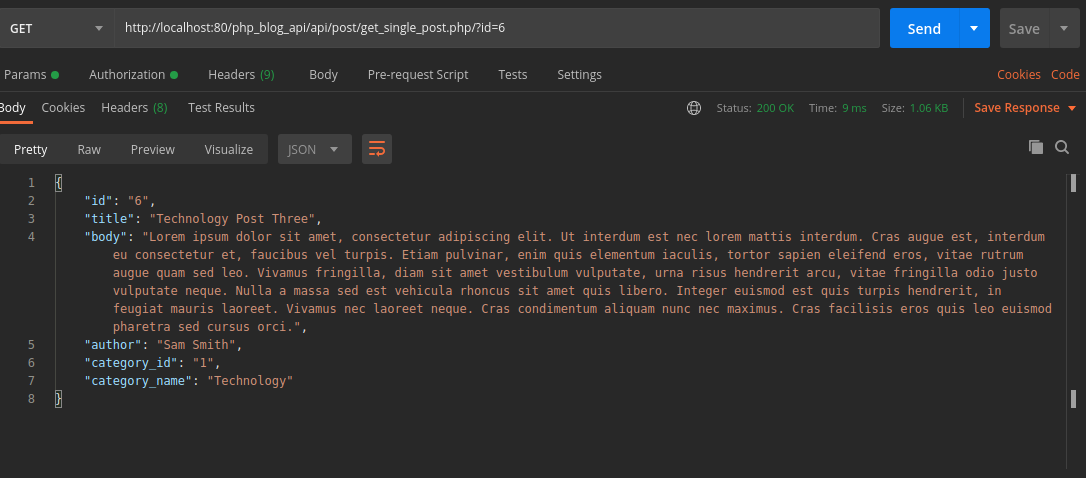 GET http://localhost:80/php_blog_api/api/post/get_single_post.php/?id=6 Send Save
Params Authorization Headers (9) Body Pre-request Script Tests Settings Cookies Code
Body Cookies Headers (8) Test Results Status: 200 OK Time: 9 ms Size: 1.06 KB Save Response
Pretty Raw Preview Visualize JSON
1 {
2 "id": "6",
3 "title": "Technology Post Three",
4 "body": "Lorem ipsum dolor sit amet, consectetur adipiscing elit. Ut interdum est nec lorem mattis interdum. Cras augue est, interdum
eu consectetur et, faucibus vel turpis. Etiam pulvinar, enim quis elementum iaculis, tortor sapien eleifend eros, vitae rutrum
augue quam sed leo. Vivamus fringilla, diam sit amet vestibulum vulputate, urna risus hendrerit arcu, vitae fringilla odio justo
vulputate neque. Nulla a massa sed est vehicula rhoncus sit amet quis libero. Integer euismod est quis turpis hendrerit, in
feugiat mauris laoreet. Vivamus nec laoreet neque. Cras condimentum aliquam nunc nec maximus. Cras facilisis eros quis leo euismod
pharetra sed cursus orci.",
5 "author": "Sam Smith",
6 "category_id": "1",
7 "category_name": "Technology"
8 }